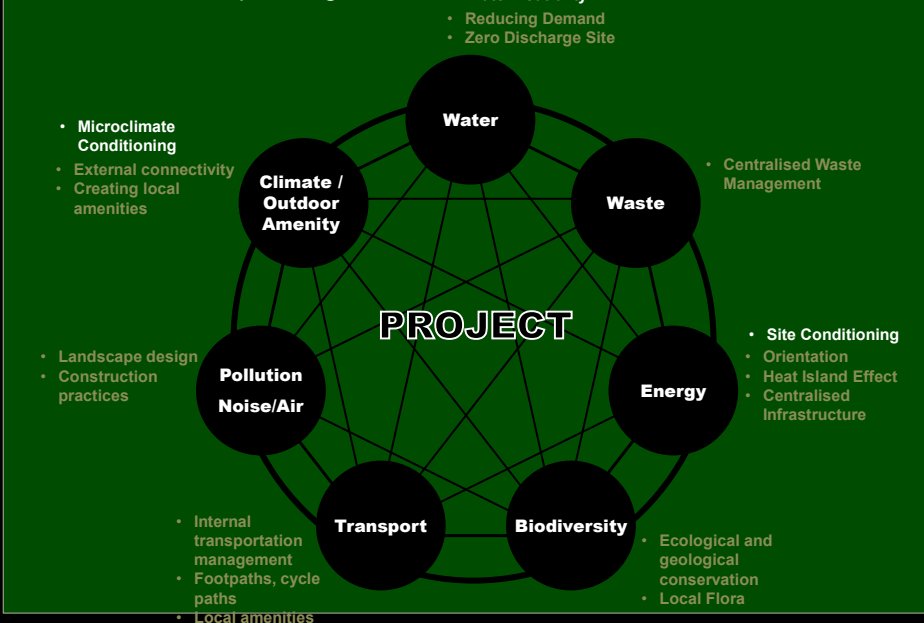 • Reducing Demand
• Zero Discharge Site
Water
• Microclimate
Conditioning
• External connectivity
• Creating local
amenities
Climate /
Outdoor
Amenity
Waste
• Centralised Waste
Management
PROJECT
• Landscape design
• Construction
practices
Pollution
Noise/Air
Energy
• Site Conditioning
• Orientation
• Heat Island Effect
• Centralised
Infrastructure
• Internal
transportation
management
• Footpaths, cycle
paths
• Local amenities
Transport
Biodiversity
• Ecological and
geological
conservation
• Local Flora